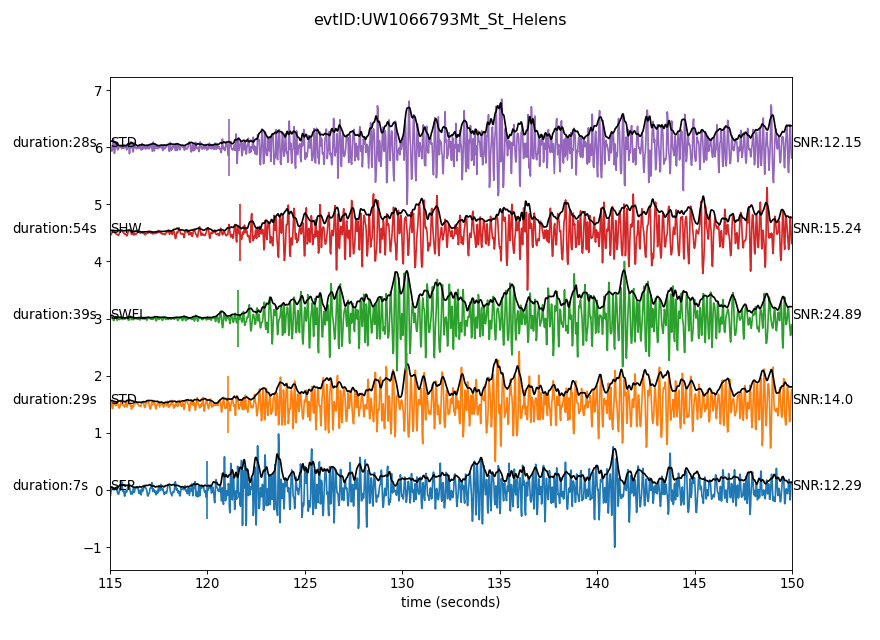 evtID:UW1066793Mt_St_Helens
7
duration:28s STD SNR:12.15
6
5
duration:54s SHW SNR:15.24
4
duration:39s SWFL SNR:24.89
3
2
duration:29s STD SNR:14.0
1
duration:7s SEP SNR:12.29
0
−1
115 120 125 130 135 140 145 150
time (seconds)